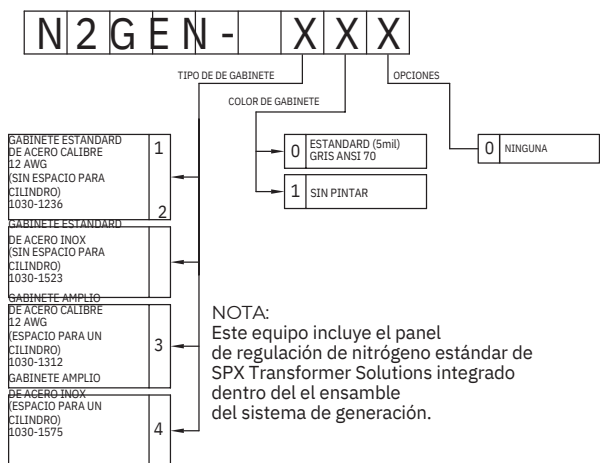 N2GEN- XXX
TIPO DE DE GABINETE
OPCIONES
COLOR DE GABINETE
GABINETE ESTANDARD
DE ACERO CALIBRE
12 AWG
(SIN ESPACIO PARA
CILINDRO)
1030-1236
1
2
GABINETE ESTANDARD
DE ACERO INOX
(SIN ESPACIO PARA
CILINDRO)
1030-1523
GABINETE AMPLIO
DE ACERO CALIBRE
12 AWG
(ESPACIO PARA UN
CILINDRO)
1030-1312
3
GABINETE AMPLIO
DE ACERO INOX
(ESPACIO PARA UN
CILINDRO)
1030-1575
4
0 ESTANDARD (5mil)
GRIS ANSI 70
1 SIN PINTAR
0 NINGUNA
NOTA:
Este equipo incluye el panel
de regulación de nitrógeno estándar de
SPX Transformer Solutions integrado
dentro del el ensamble
del sistema de generación.